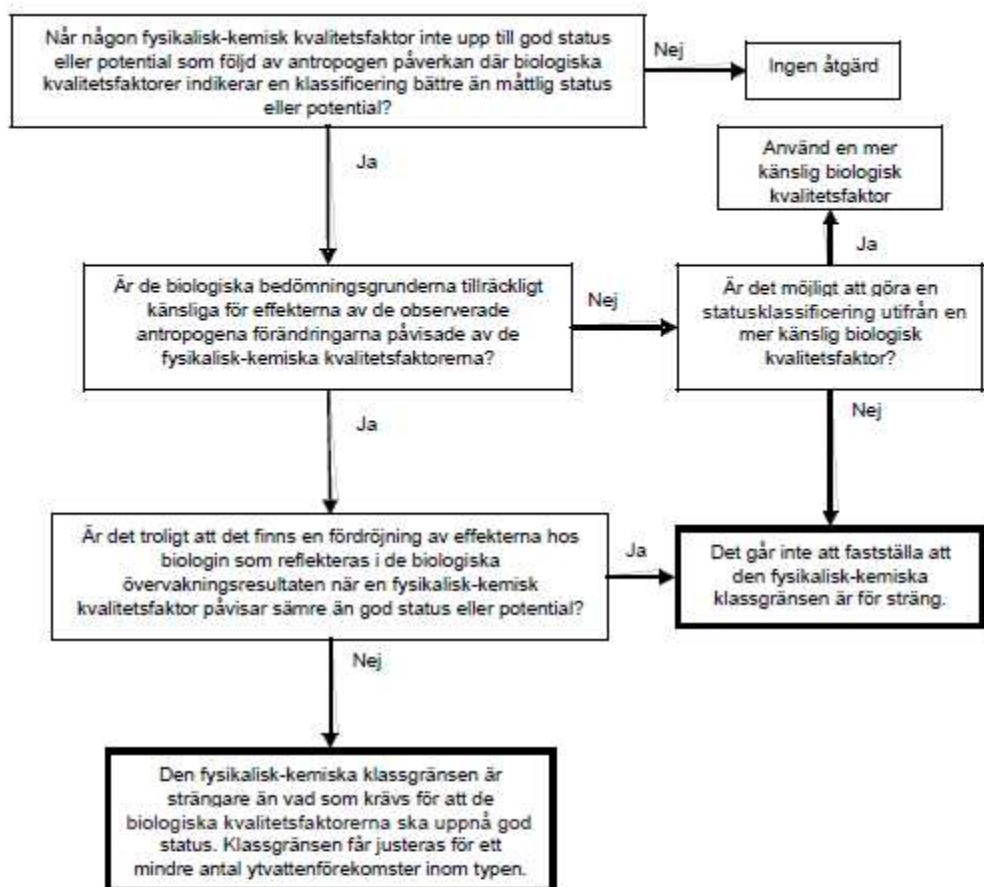 Når någon fysikalisk-kemisk kvalitetsfaktor inte upp till god status
eller potential som följd av antropogen påverkan där biologiska
kvalitetsfaktorer indikerar en klassificering bättre än måttlig status
eller potential?
Nej
Ingen åtgärd
Ja
Använd en mer
känslig biologisk
kvalitetsfaktor
Ja
Är de biologiska bedömningsgrunderna tillräckligt
känsliga för effekterna av de observerade
antropogena förändringarna påvisade av de
fysikalisk-kemiska kvalitetsfaktorerna?
Nej
Är det möjligt att göra en
statusklassificering utifrån en
mer känslig biologisk
kvalitetsfaktor?
Ja
Nej
Är det troligt att det finns en fördröjning av effekterna hos
biologin som reflekteras i de biologiska
övervakningsresultaten när en fysikalisk-kemisk
kvalitetsfaktor påvisar sämre än god status eller potential?
Ja
Det går inte att fastställa att
den fysikalisk-kemiska
klassgränsen är för sträng.
Nej
Den fysikalisk-kemiska klassgränsen är
strängare än vad som krävs för att de
biologiska kvalitetsfaktorerna ska uppnå god
status. Klassgränsen får justeras för ett
mindre antal ytvattenförekomster inom typen.